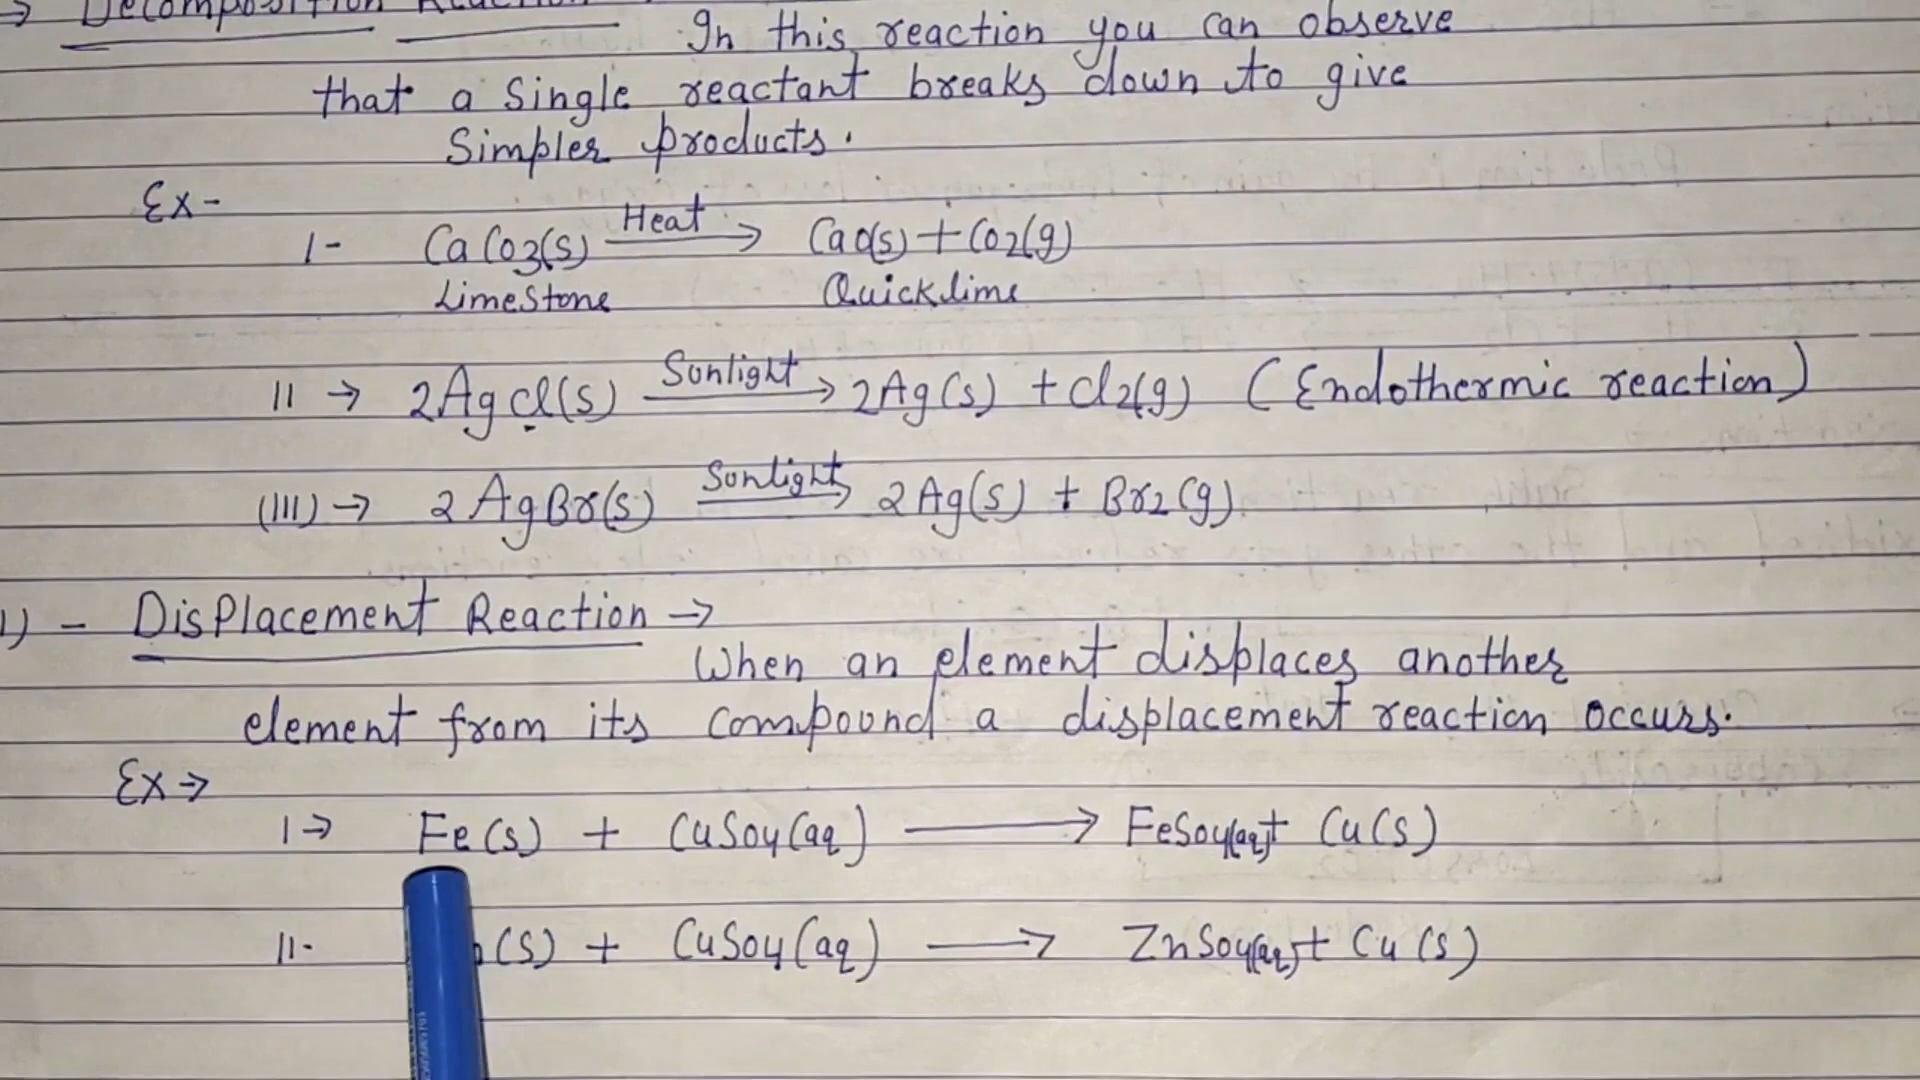 → Decomposition Reaction
In this reaction you can observe
that a single reactant breaks down to give
Simpler products.
Ex-
1- CaCO3(s) Heat → CaO(s) + CO2(g)
Limestone Quicklime
II → 2AgCl(s) Sunlight → 2Ag(s) + Cl2(g) (Endothermic reaction)
(III) → 2AgBr(s) Sunlight → 2Ag(s) + Br2(g)
- Displacement Reaction →
When an element displaces another
element from its compound a displacement reaction occurs.
Ex →
I → Fe(s) + CuSO4(aq) → FeSO4(aq) + Cu(s)
II- (s) + CuSO4(aq) → ZnSO4(aq) + Cu(s)